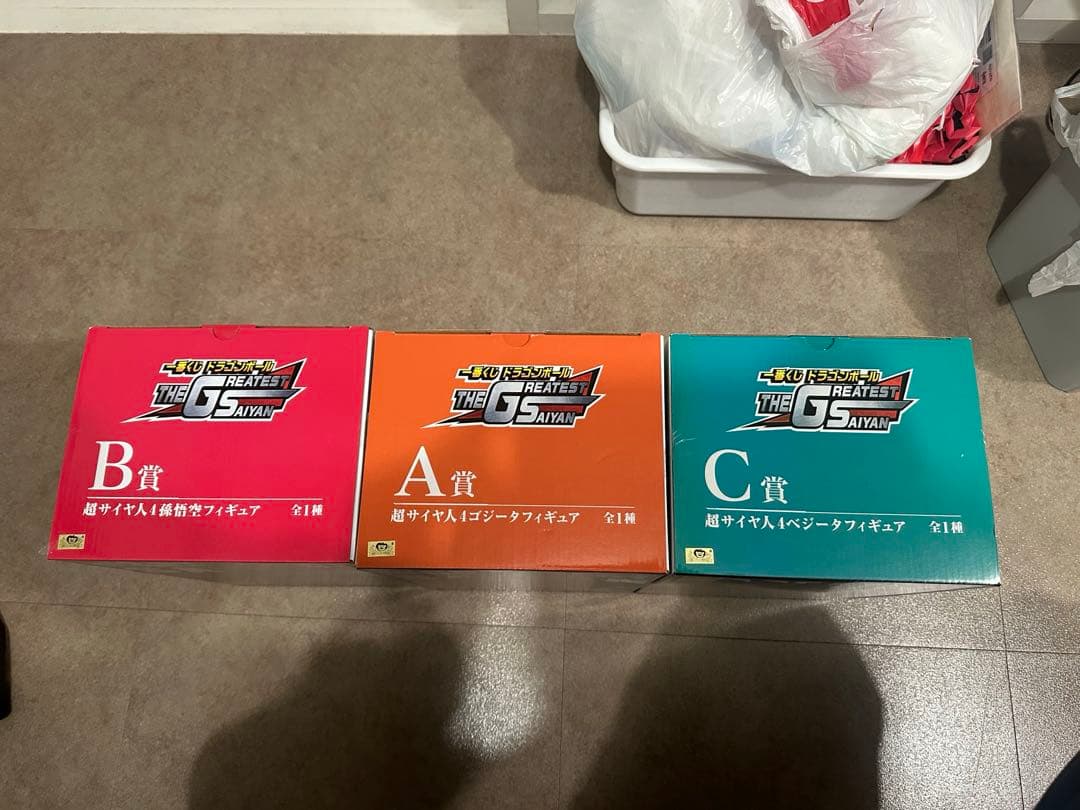 一番くじ ドラゴンボール
THE GREATEST SAIYAN
B賞
超サイヤ人4孫悟空フィギュア 全1種
一番くじ ドラゴンボール
THE GREATEST SAIYAN
A賞
超サイヤ人4ゴジータフィギュア 全1種
一番くじ ドラゴンボール
THE GREATEST SAIYAN
C賞
超サイヤ人4ベジータフィギュア 全1種